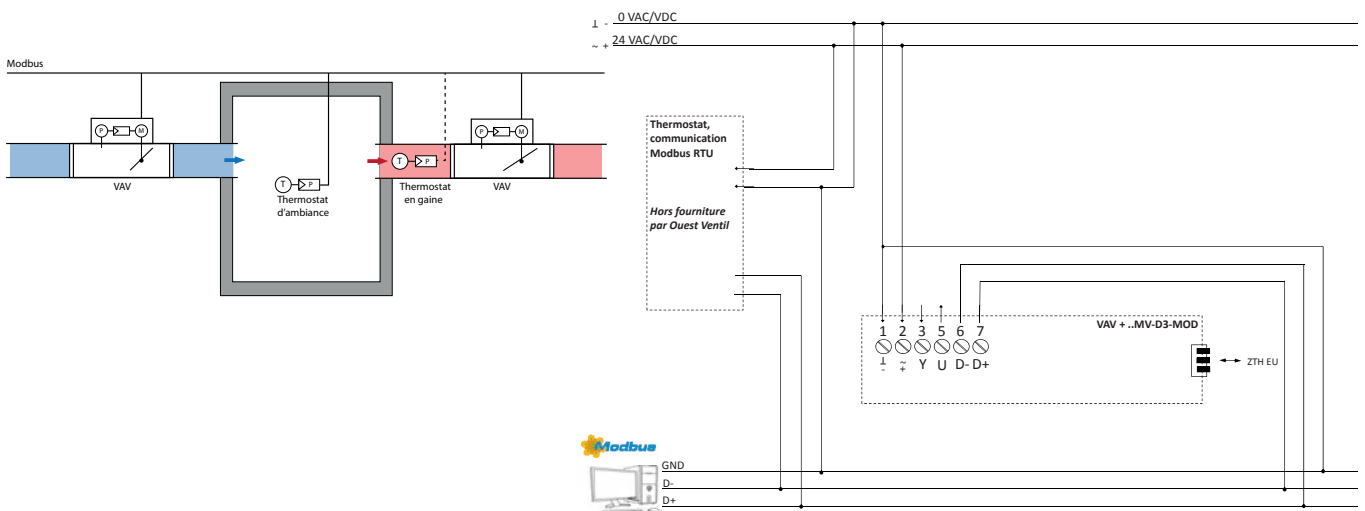 Modbus
P
M
VAV
T
P
Thermostat
d'ambiance
T
P
Thermostat
en gaine
P
M
VAV
⊥ - 0 VAC/VDC
~ + 24 VAC/VDC
Thermostat,
communication
Modbus RTU
Hors fourniture
par Ouest Ventil
VAV + ..MV-D3-MOD
1 2 3 5 6 7
⊥ ~ Y U D- D+
- +
ZTH EU
Modbus
GND
D-
D+